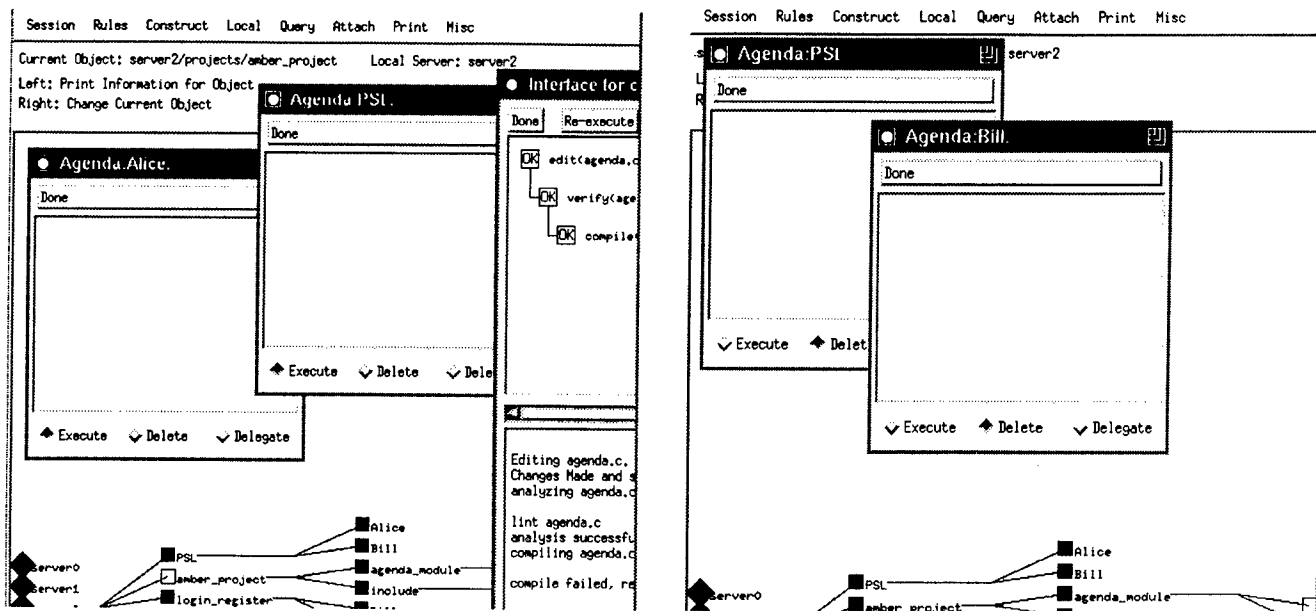 Session Rules Construct Local Query Attach Print Misc
Current Object: server2/projects/amber_project Local Server: server2
Left: Print Information for Object
Right: Change Current Object
Agenda.Alice.
Done
Execute Delete Delegate
Agenda PSL.
Done
Execute Delete Dele
Interface for c
Done Re-execute
OK edit(agenda.c
OK verify(age
OK compile
Editing agenda.c.
Changes Made and s
analyzing agenda.c
lint agenda.c
analysis successfu
compiling agenda.c
compile failed, re
Alice
Bill
PSL
server0
agenda_module
amber_project
server1
include
login_register
Session Rules Construct Local Query Attach Print Misc
server2
Agenda:PSL
Done
Execute Delet
Agenda:Bill.
Done
Execute Delete Delegate
Alice
Bill
PSL
server0
agenda_module
amber_project